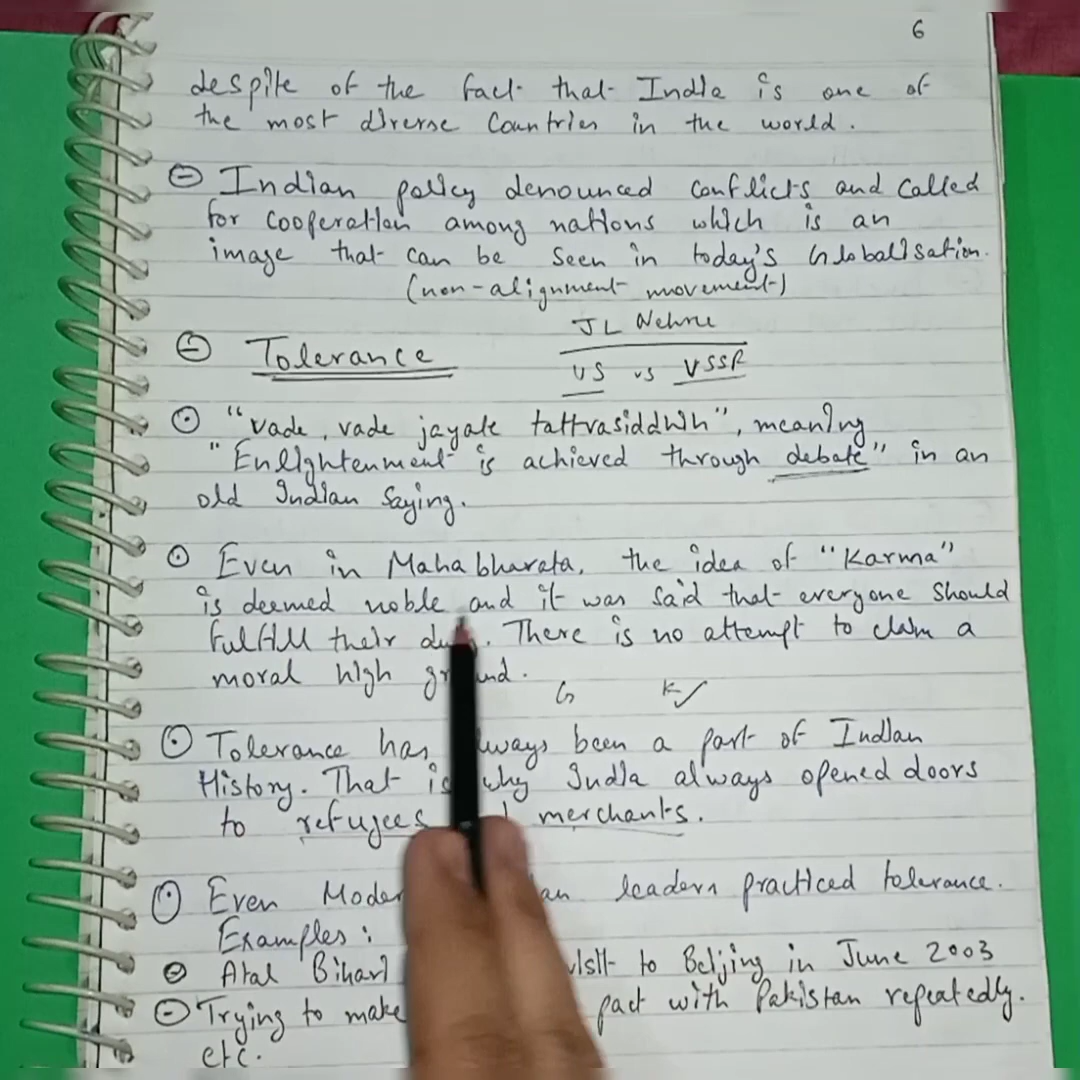 6
despite of the fact that India is one of
the most diverse countries in the world.
Indian policy denounced conflicts and called
for cooperation among nations which is an
image that can be seen in today's Globalisation.
(non-alignment movement)
JL Nehru
US vs USSR
Tolerance
"vade, vade jayate tattvasiddhih", meaning
"Enlightenment is achieved through debate" in an
old Indian saying.
Even in Mahabharata, the idea of "Karma"
is deemed noble and it was said that everyone should
fulfill their . There is no attempt to claim a
moral high .
G K
Tolerance has been a part of Indian
History. That is why India always opened doors
to refugees merchants.
Even leaders practiced tolerance.
Examples:
Atal Bihari to Beijing in June 2003
Trying to make pact with Pakistan repeatedly.
etc.